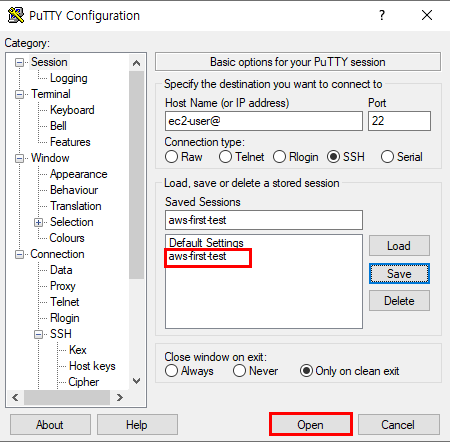 PuTTY Configuration
?
Category:
Session
Logging
Terminal
Keyboard
Bell
Features
Window
Appearance
Behaviour
Translation
Selection
Colours
Connection
Data
Proxy
Telnet
Rlogin
SSH
Kex
Host keys
Cipher
Basic options for your PuTTY session
Specify the destination you want to connect to
Host Name (or IP address) Port
ec2-user@ 22
Connection type:
Raw Telnet Rlogin SSH Serial
Load, save or delete a stored session
Saved Sessions
aws-first-test
Default Settings
aws-first-test
Load
Save
Delete
Close window on exit:
Always Never Only on clean exit
About Help Open Cancel